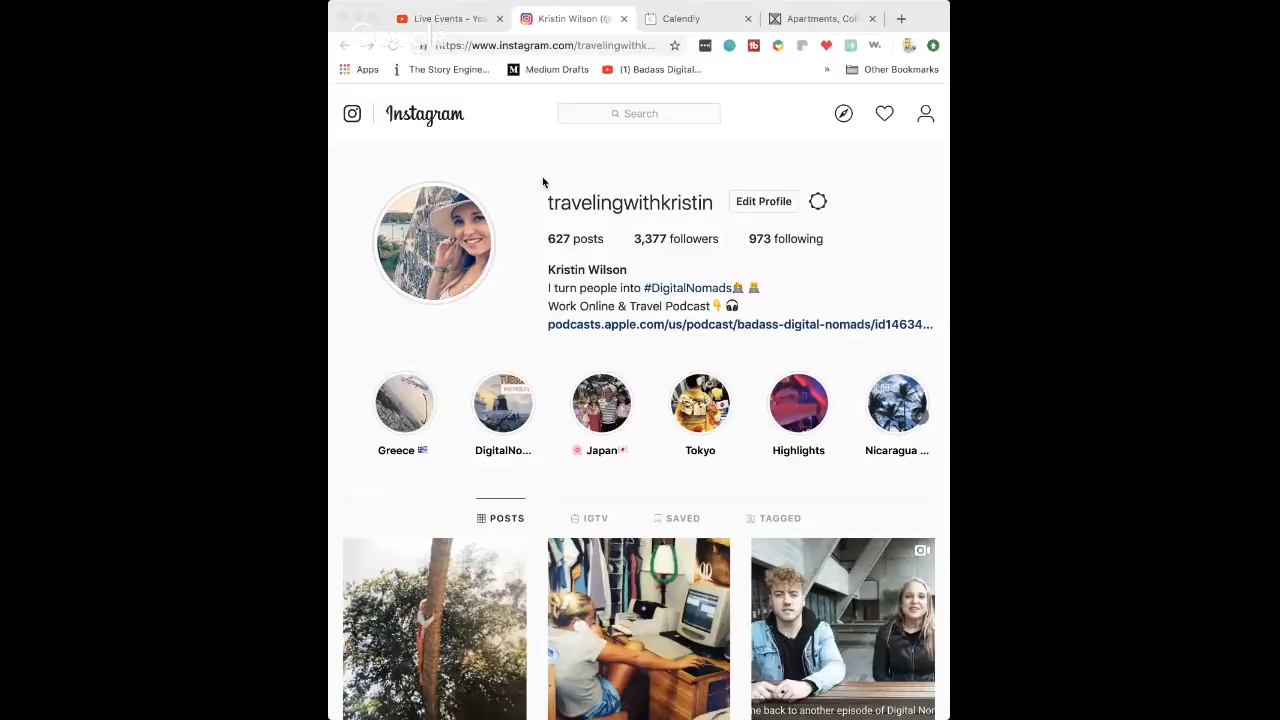 Live Events - You
Kristin Wilson (@
Calendly
Apartments, Coli
https://www.instagram.com/travelingwithk...
Apps
The Story Engine...
Medium Drafts
(1) Badass Digital...
»
Other Bookmarks
Instagram
Search
travelingwithkristin
Edit Profile
627 posts
3,377 followers
973 following
Kristin Wilson
I turn people into #DigitalNomads
Work Online & Travel Podcast
podcasts.apple.com/us/podcast/badass-digital-nomads/id14634...
Greece
DigitalNo...
Japan
Tokyo
Highlights
Nicaragua ...
POSTS
IGTV
SAVED
TAGGED
me back to another episode of Digital Nor